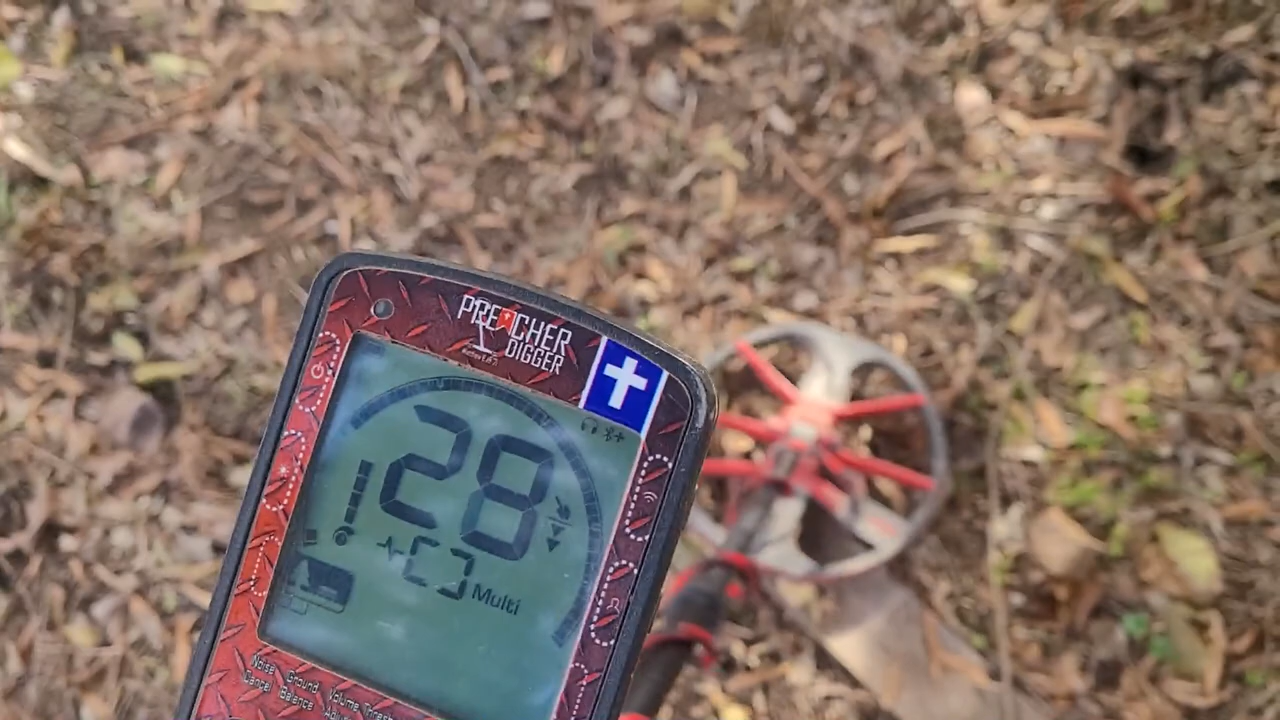 PREACHER
DIGGER
28
Multi
Noise Ground Volume
Cancel Balance